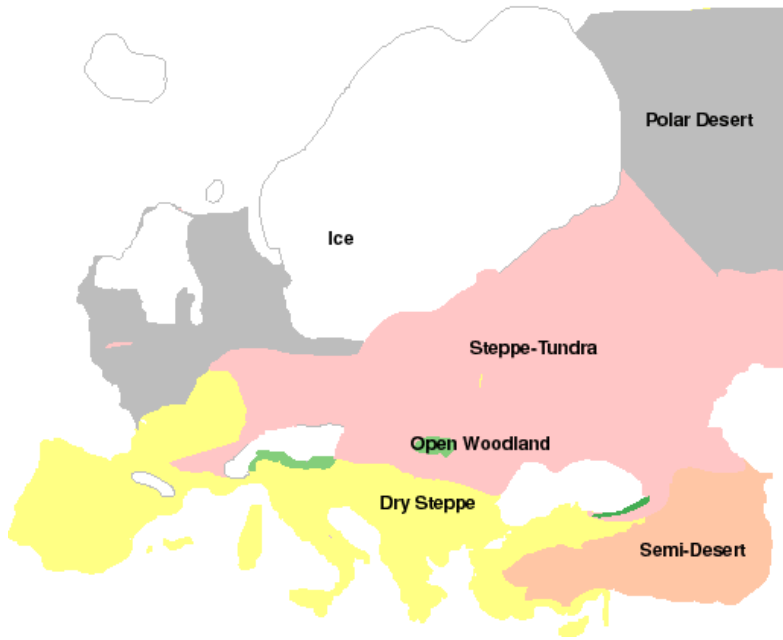 Polar Desert
Ice
Steppe-Tundra
Open Woodland
Dry Steppe
Semi-Desert